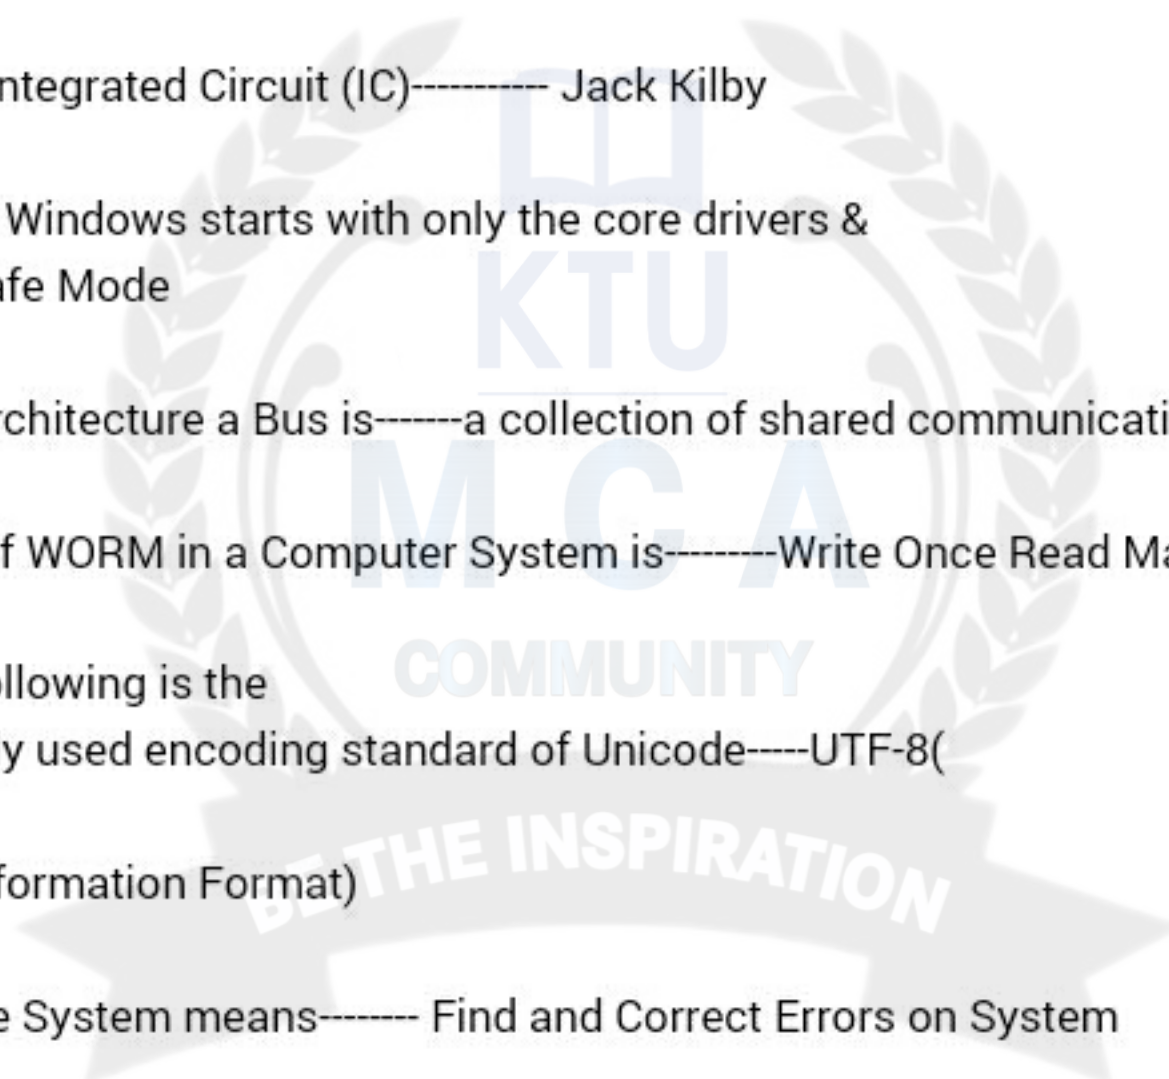 ntegrated Circuit (IC)----------- Jack Kilby
Windows starts with only the core drivers &
afe Mode
rchitecture a Bus is-------a collection of shared communicati
f WORM in a Computer System is---------Write Once Read Ma
ollowing is the
y used encoding standard of Unicode-----UTF-8(
formation Format)
e System means-------- Find and Correct Errors on System
KTU
MCA
COMMUNITY
BE THE INSPIRATION